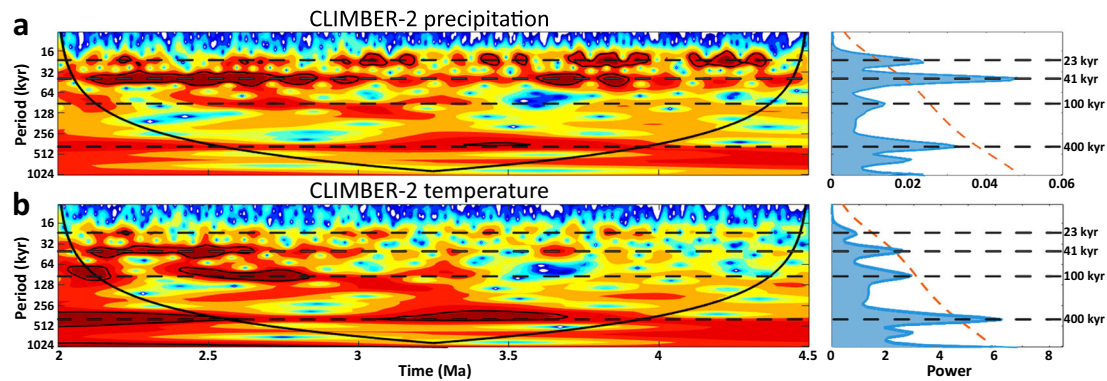 a
CLIMBER-2 precipitation
Period (kyr)
16
32
64
128
256
512
1024
23 kyr
41 kyr
100 kyr
400 kyr
0 0.02 0.04 0.06
b
CLIMBER-2 temperature
Period (kyr)
16
32
64
128
256
512
1024
2 2.5 3 3.5 4 4.5
Time (Ma)
23 kyr
41 kyr
100 kyr
400 kyr
0 2 4 6 8
Power